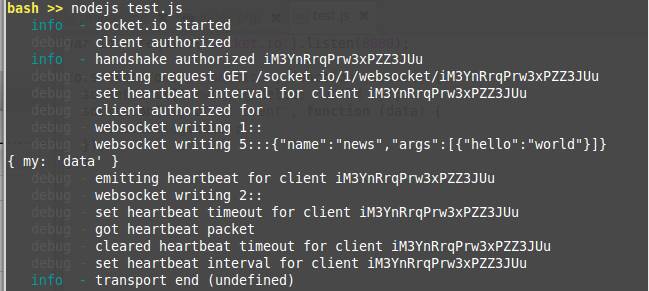 bash >> nodejs test.js
info - socket.io started
debug - client authorized
info - handshake authorized iM3YnRrqPrw3xPZZ3JUu
debug - setting request GET /socket.io/1/websocket/iM3YnRrqPrw3xPZZ3JUu
debug - set heartbeat interval for client iM3YnRrqPrw3xPZZ3JUu
debug - client authorized for
debug - websocket writing 1::
debug - websocket writing 5:::{"name":"news","args":[{"hello":"world"}]}
{ my: 'data' }
debug - emitting heartbeat for client iM3YnRrqPrw3xPZZ3JUu
debug - websocket writing 2::
debug - set heartbeat timeout for client iM3YnRrqPrw3xPZZ3JUu
debug - got heartbeat packet
debug - cleared heartbeat timeout for client iM3YnRrqPrw3xPZZ3JUu
debug - set heartbeat interval for client iM3YnRrqPrw3xPZZ3JUu
info - transport end (undefined)